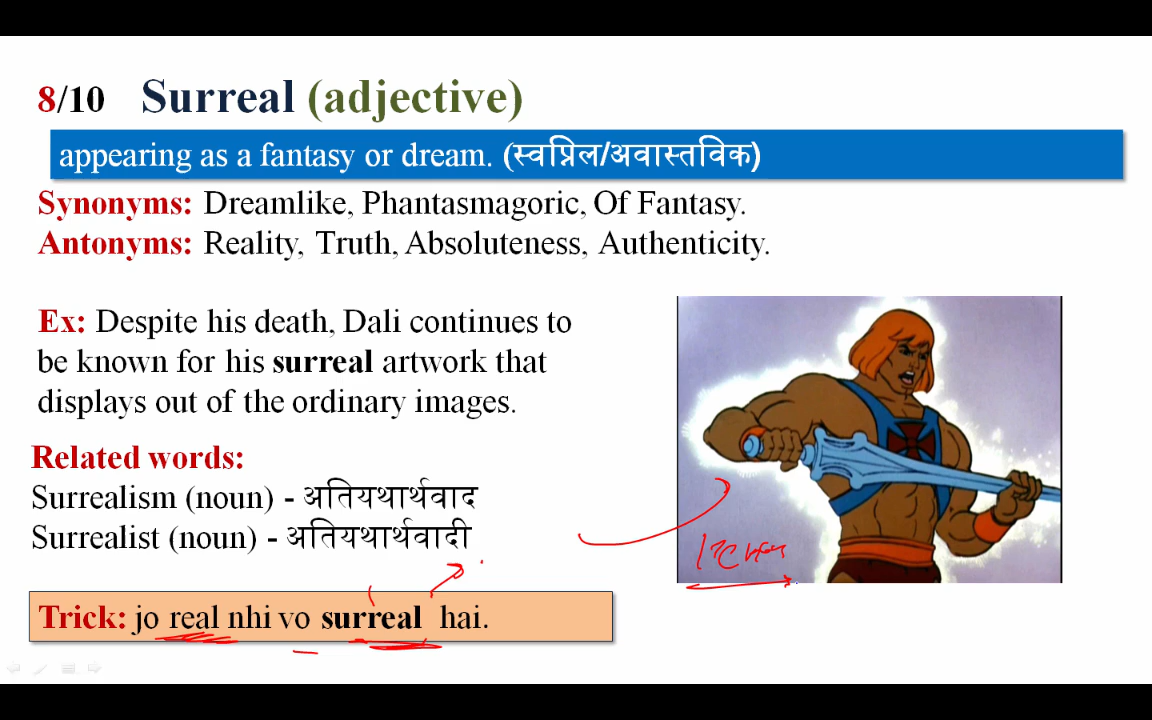 8/10 Surreal (adjective)
appearing as a fantasy or dream. (स्वप्निल/अवास्तविक)
Synonyms: Dreamlike, Phantasmagoric, Of Fantasy.
Antonyms: Reality, Truth, Absoluteness, Authenticity.
Ex: Despite his death, Dali continues to
be known for his surreal artwork that
displays out of the ordinary images.
Related words:
Surrealism (noun) - अतियथार्थवाद
Surrealist (noun) - अतियथार्थवादी
Trick: jo real nhi vo surreal hai.